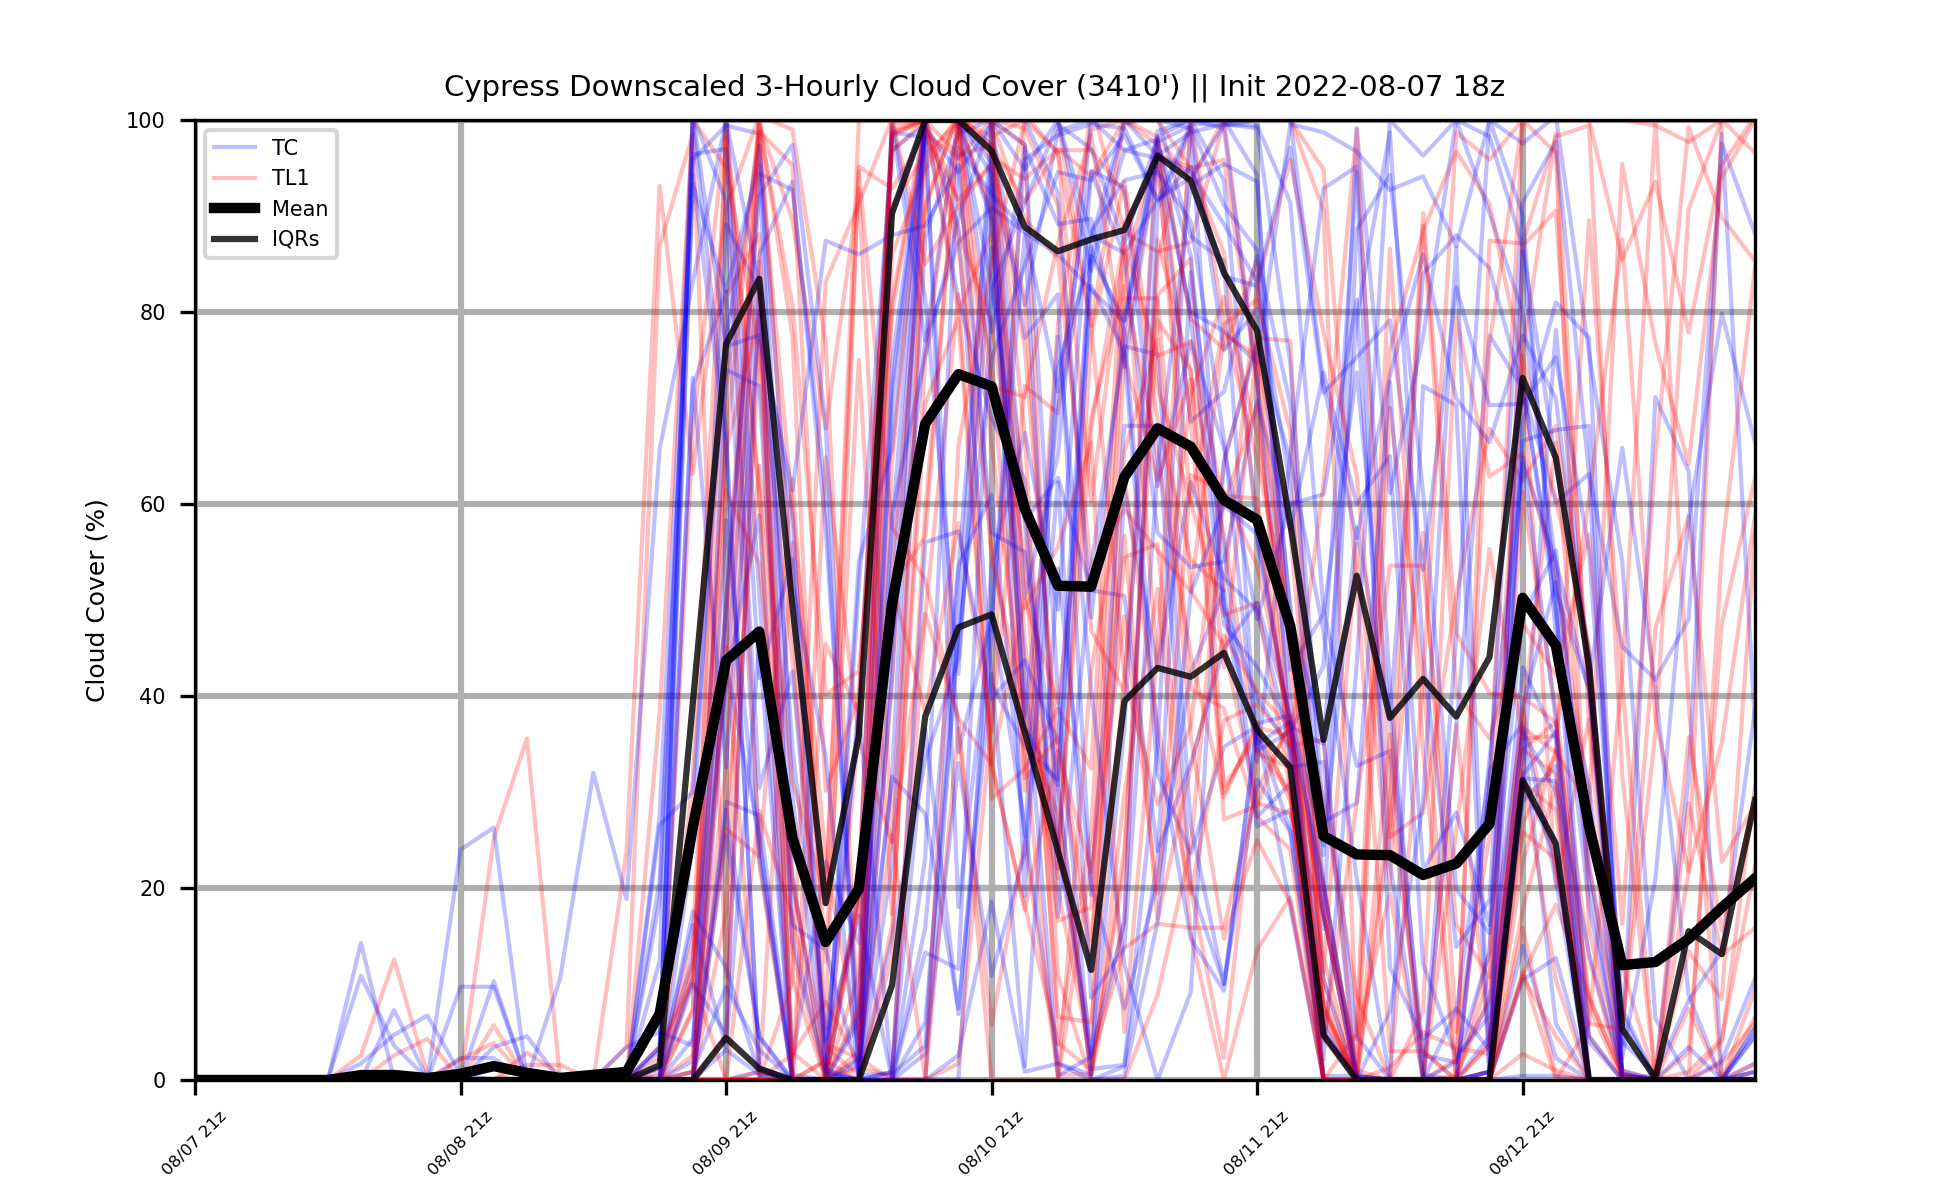 Cypress Downscaled 3-Hourly Cloud Cover (3410') || Init 2022-08-07 18z
TC
TL1
Mean
IQRs
Cloud Cover (%)
100
80
60
40
20
0
08/07 21z
08/08 21z
08/09 21z
08/10 21z
08/11 21z
08/12 21z